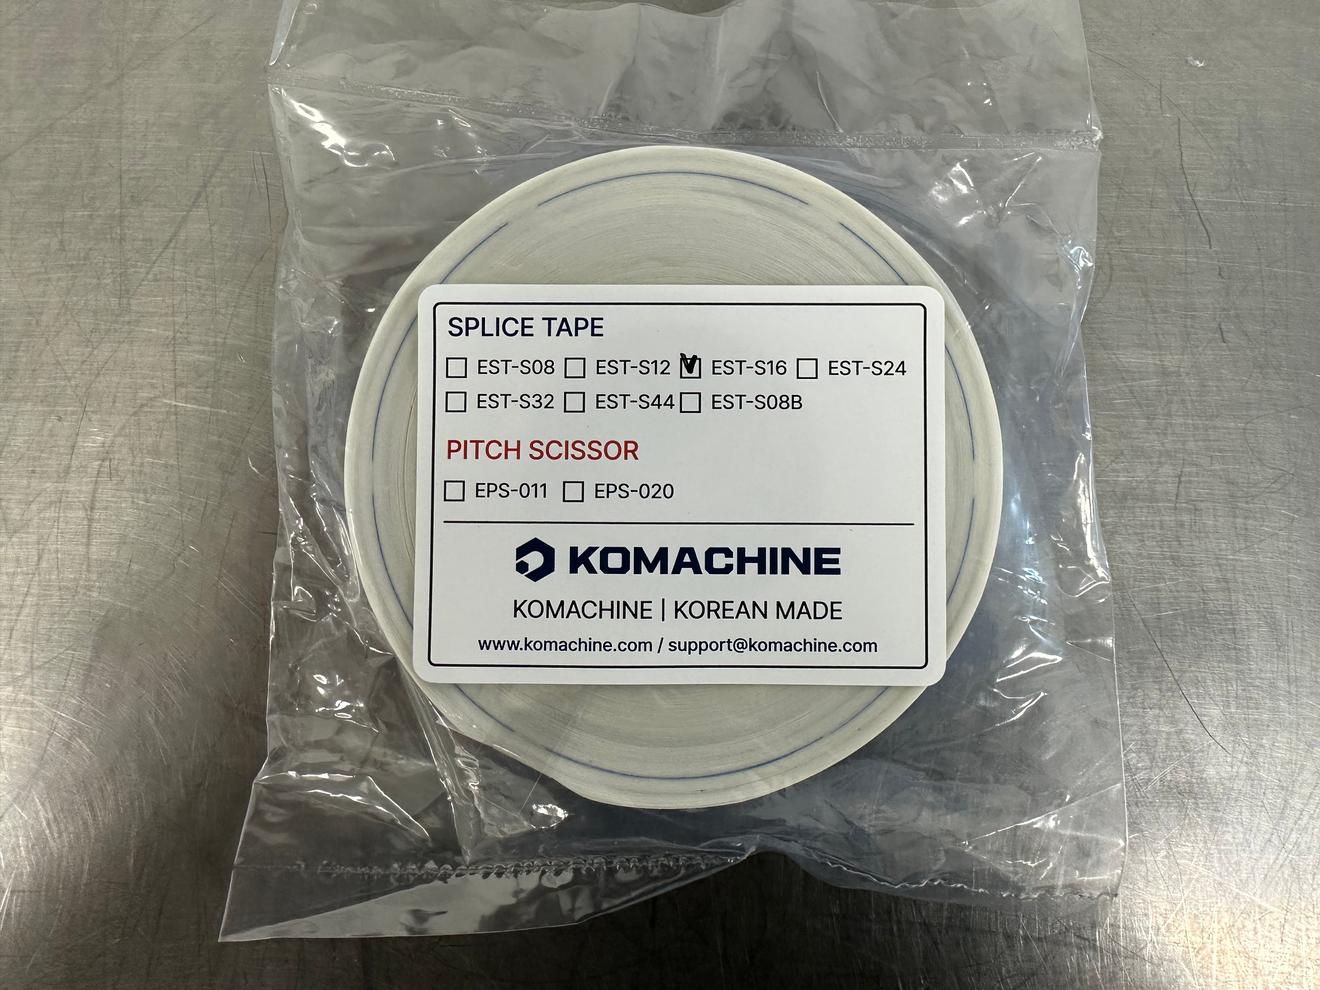 SPLICE TAPE
☐ EST-S08 ☐ EST-S12 ☑ EST-S16 ☐ EST-S24
☐ EST-S32 ☐ EST-S44 ☐ EST-S08B
PITCH SCISSOR
☐ EPS-011 ☐ EPS-020
KOMACHINE
KOMACHINE | KOREAN MADE
www.komachine.com / support@komachine.com